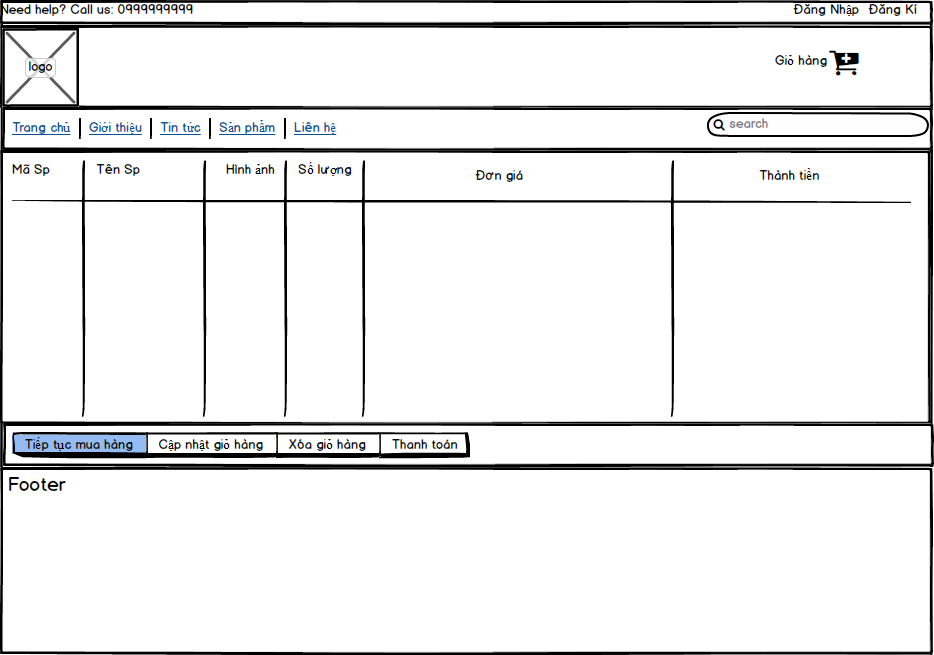 Need help? Call us: 0999999999 Đăng Nhập Đăng Kí
logo
Giỏ hàng
Trang chủ Giới thiệu Tin tức Sản phẩm Liên hệ search
Mã Sp Tên Sp Hình ảnh Số lượng Đơn giá Thành tiền
Tiếp tục mua hàng Cập nhật giỏ hàng Xóa giỏ hàng Thanh toán
Footer